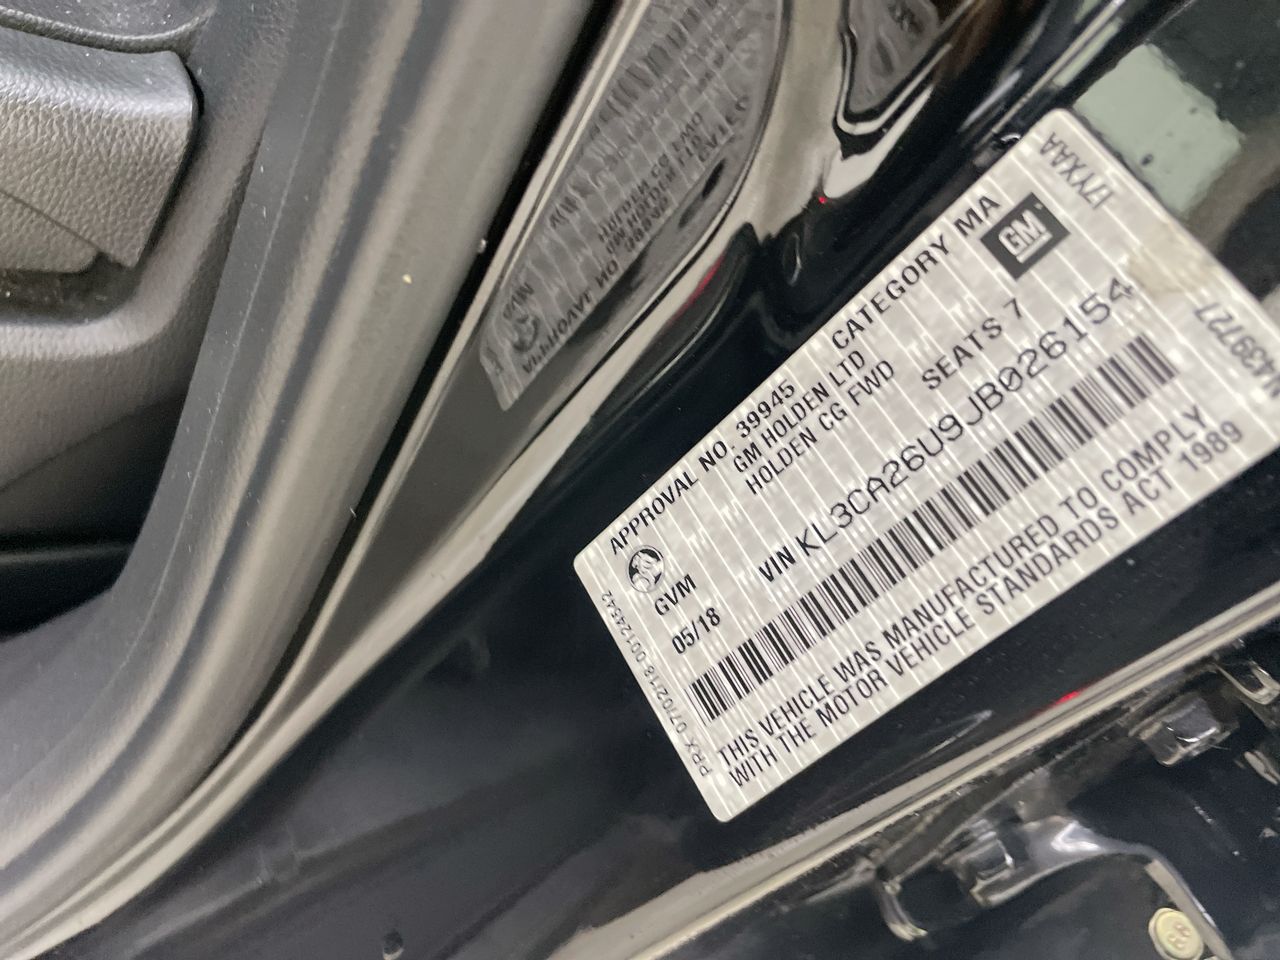 APPROVAL NO. 39945 CATEGORY MA
GM HOLDEN LTD
HOLDEN CG FWD
GM
I7YXAA
GVM
SEATS 7
05/18
VIN KL3CA26U9JB026154
THIS VEHICLE WAS MANUFACTURED TO COMPLY
WITH THE MOTOR VEHICLE STANDARDS ACT 1989